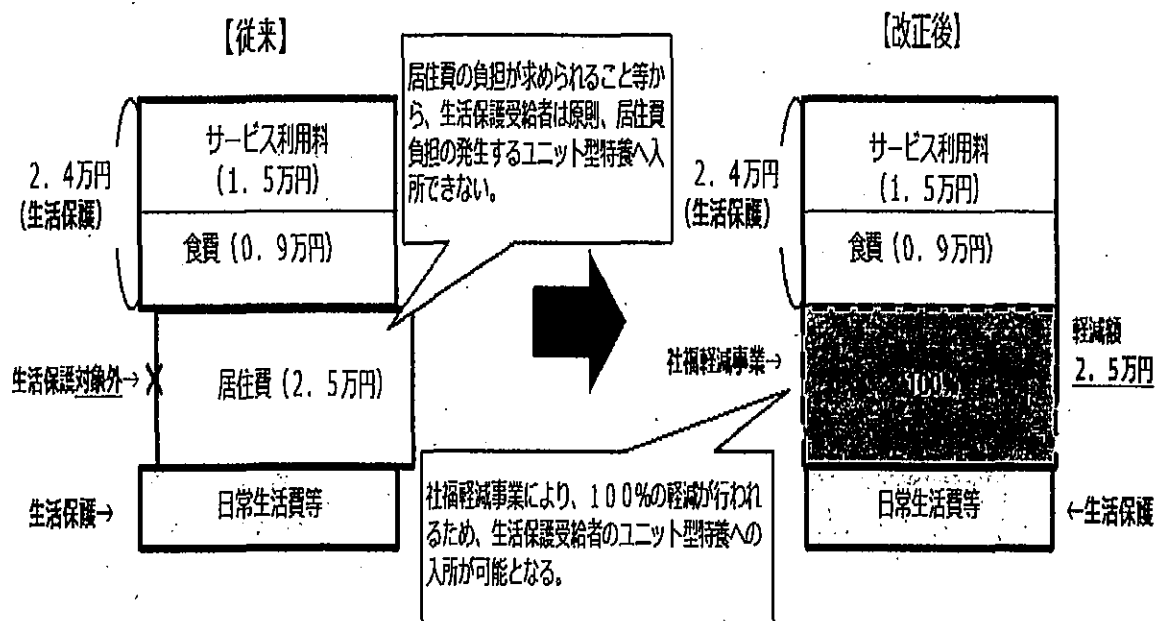 【従来】
居住費の負担が求められること等か
ら、生活保護受給者は原則、居住費
負担の発生するユニット型特養へ入
所できない。
サービス利用料
(1.5万円)
2.4万円
(生活保護)
食費(0.9万円)
生活保護対象外→
居住費(2.5万円)
生活保護→
日常生活費等
【改正後】
サービス利用料
(1.5万円)
2.4万円
(生活保護)
食費(0.9万円)
社福軽減事業→
100%
軽減額
2.5万円
社福軽減事業により、100%の軽減が行われ
るため、生活保護受給者のユニット型特養への
入所が可能となる。
日常生活費等
←生活保護